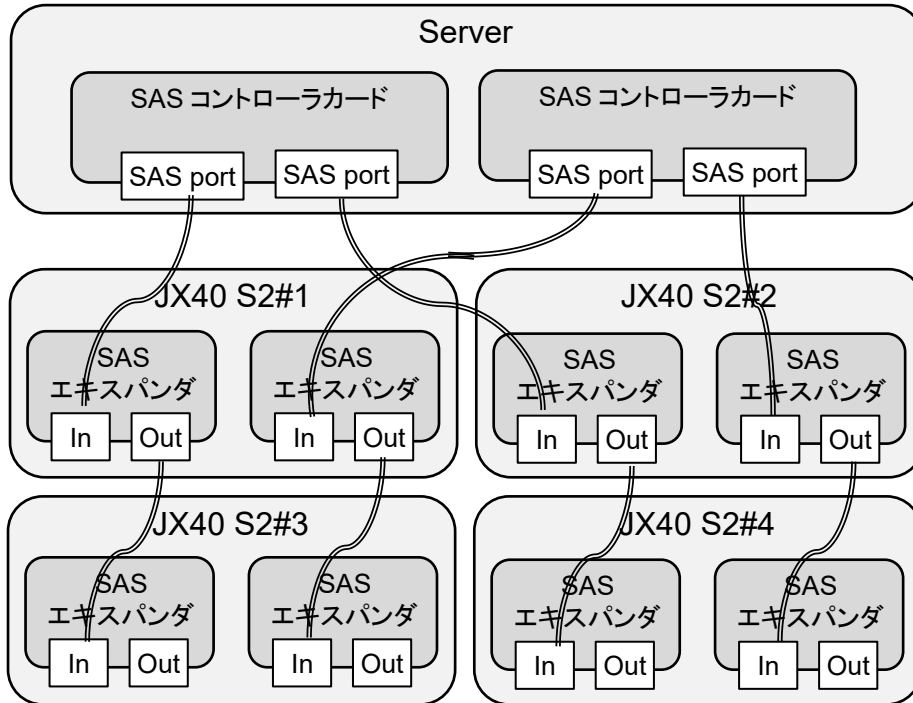 Server
SAS コントローラカード
SAS コントローラカード
SAS port
SAS port
SAS port
SAS port
JX40 S2#1
JX40 S2#2
SAS
エキスパンダ
SAS
エキスパンダ
SAS
エキスパンダ
SAS
エキスパンダ
In
Out
In
Out
In
Out
In
Out
JX40 S2#3
JX40 S2#4
SAS
エキスパンダ
SAS
エキスパンダ
SAS
エキスパンダ
SAS
エキスパンダ
In
Out
In
Out
In
Out
In
Out